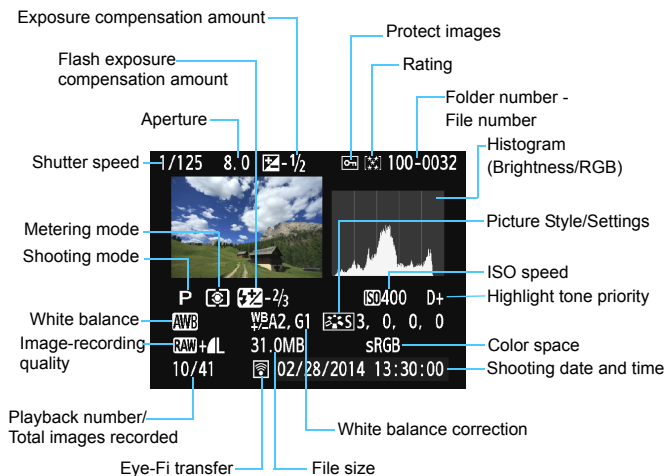 Exposure compensation amount
Protect images
Flash exposure
compensation amount
Rating
Folder number -
File number
Aperture
Histogram
(Brightness/RGB)
Shutter speed
1/125 8.0 -1/2 100-0032
Metering mode
Picture Style/Settings
Shooting mode
ISO speed
P -2/3 ISO400 D+
Highlight tone priority
White balance
AWB WB+/-A2, G1 S3, 0, 0, 0
Image-recording
quality
RAW+L 31.0MB sRGB
Color space
10/41 02/28/2014 13:30:00
Shooting date and time
Playback number/
Total images recorded
White balance correction
Eye-Fi transfer
File size